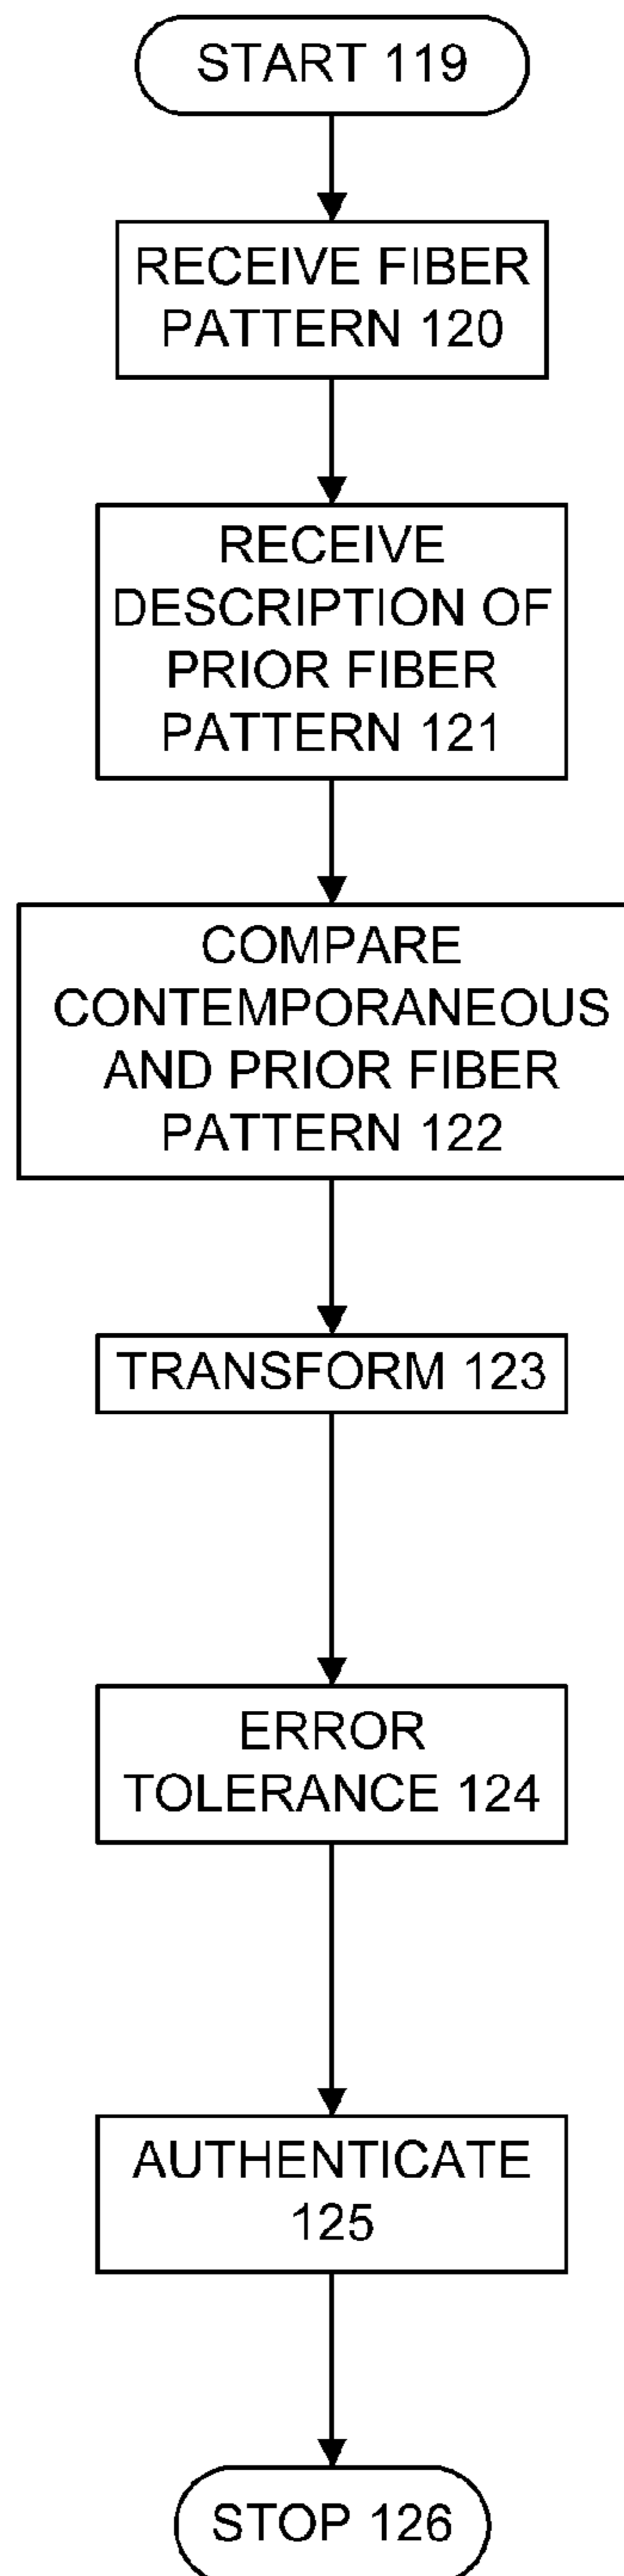 START 119
RECEIVE FIBER
PATTERN 120
RECEIVE
DESCRIPTION OF
PRIOR FIBER
PATTERN 121
COMPARE
CONTEMPORANEOUS
AND PRIOR FIBER
PATTERN 122
TRANSFORM 123
ERROR
TOLERANCE 124
AUTHENTICATE
125
STOP 126